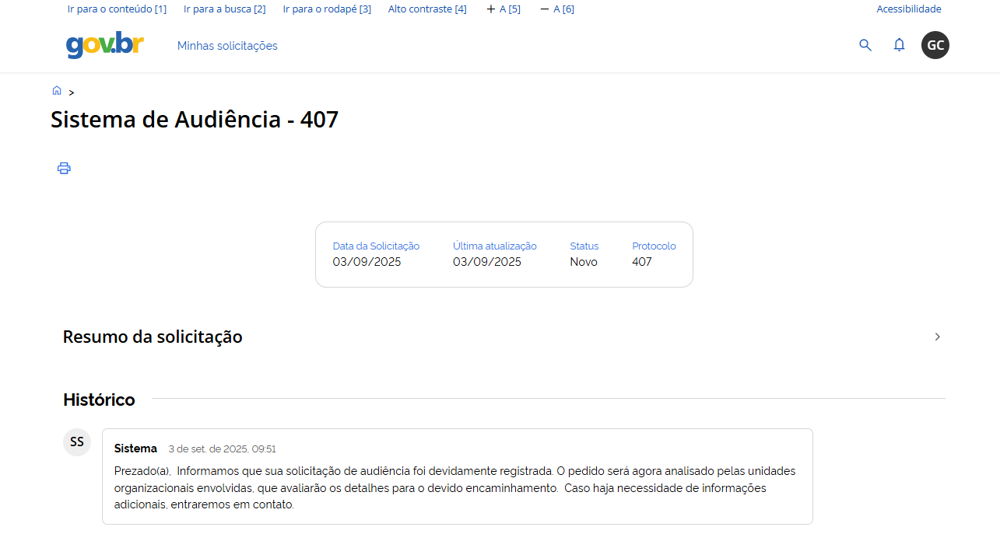 Ir para o conteúdo [1] Ir para a busca [2] Ir para o rodapé [3] Alto contraste [4] + A [5] — A [6] Acessibilidade
gov.br Minhas solicitações GC
>
Sistema de Audiência - 407
Data da Solicitação Última atualização Status Protocolo
03/09/2025 03/09/2025 Novo 407
Resumo da solicitação
Histórico
SS
Sistema 3 de set. de 2025, 09:51
Prezado(a), Informamos que sua solicitação de audiência foi devidamente registrada. O pedido será agora analisado pelas unidades
organizacionais envolvidas, que avaliarão os detalhes para o devido encaminhamento. Caso haja necessidade de informações
adicionais, entraremos em contato.